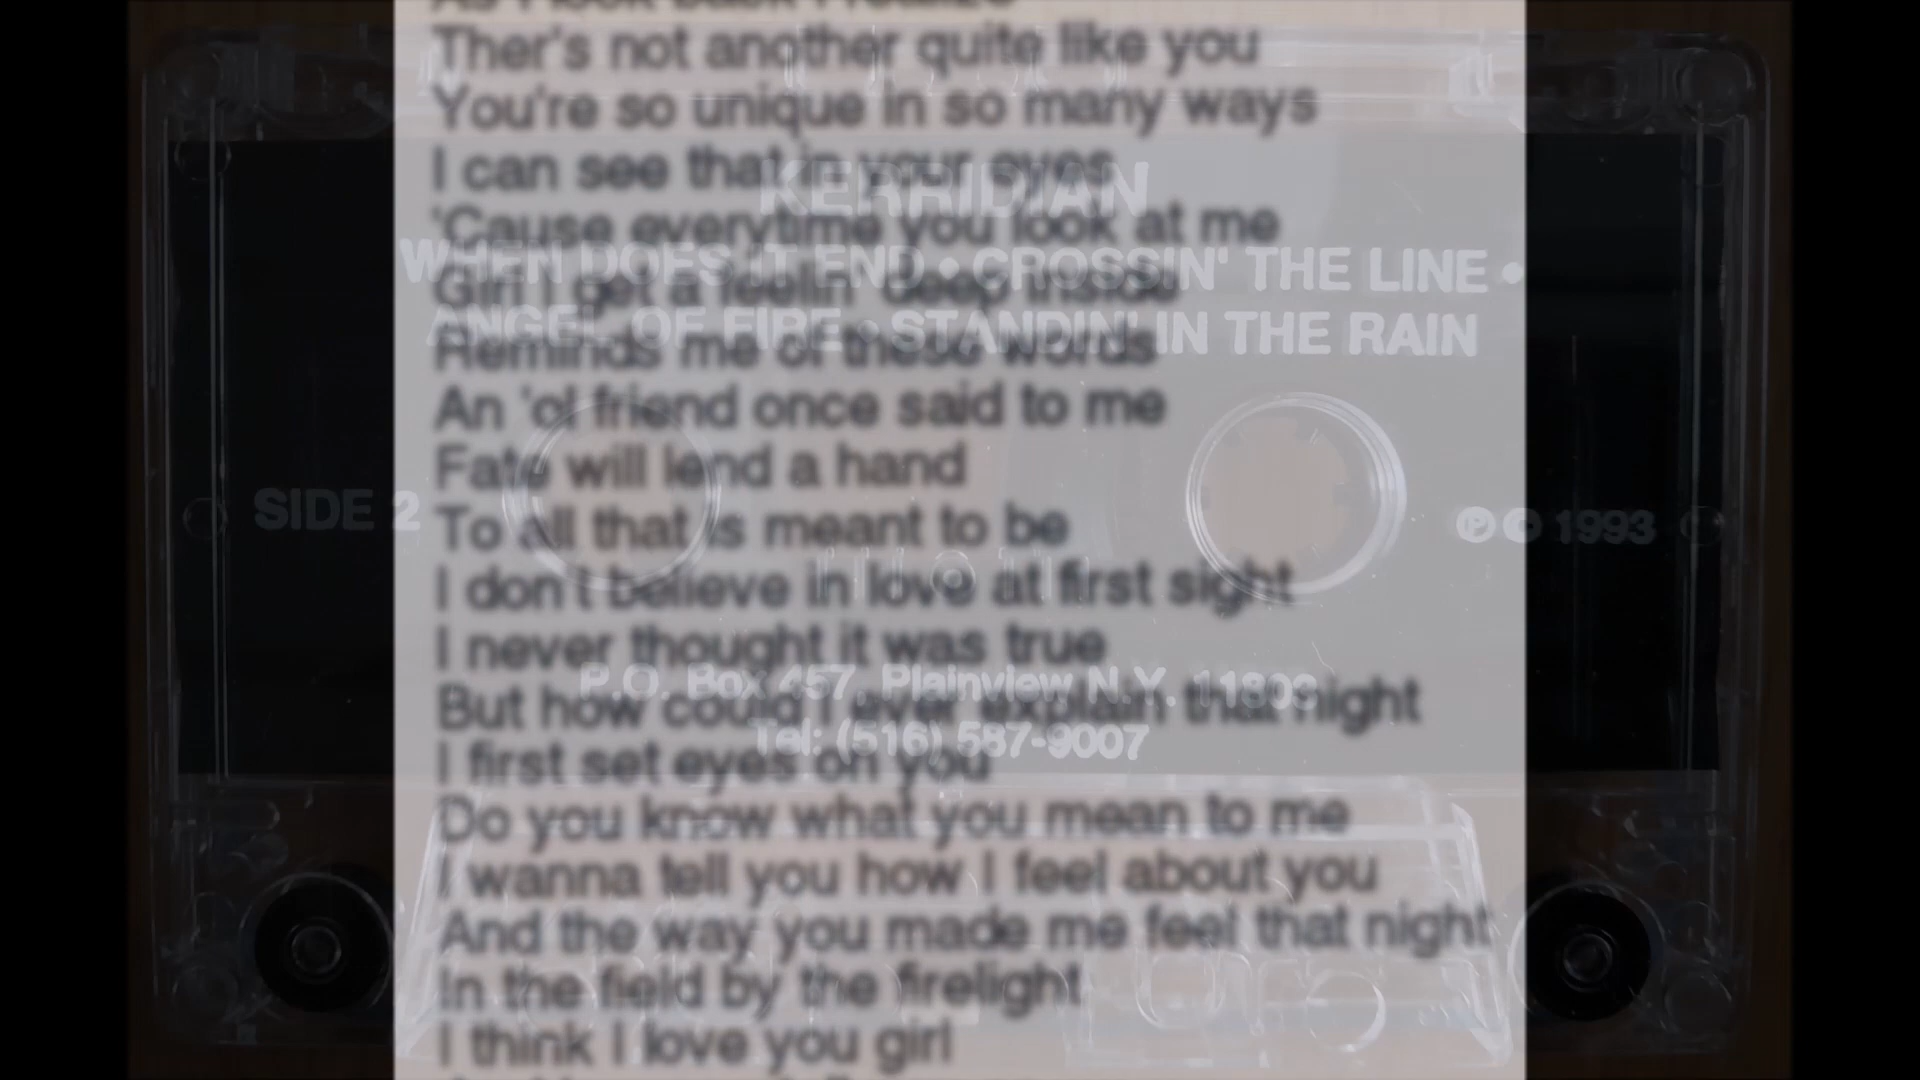 As I look back I realize
Ther's not another quite like you
You're so unique in so many ways
I can see that in your eyes
'Cause everytime you look at me
Girl I get a feelin' deep inside
Reminds me of these words
An 'ol friend once said to me
Fate will lend a hand
To all that is meant to be
I don't believe in love at first sight
I never thought it was true
But how could I ever explain that night
I first set eyes on you
Do you know what you mean to me
I wanna tell you how I feel about you
And the way you made me feel that night
In the field by the firelight
I think I love you girl
KERRIDIAN
WHEN DOES IT END • CROSSIN' THE LINE •
ANGEL OF FIRE • STANDIN' IN THE RAIN
SIDE 2
℗ © 1993
P.O. Box 457, Plainview N.Y. 11803
Tel: (516) 587-9007